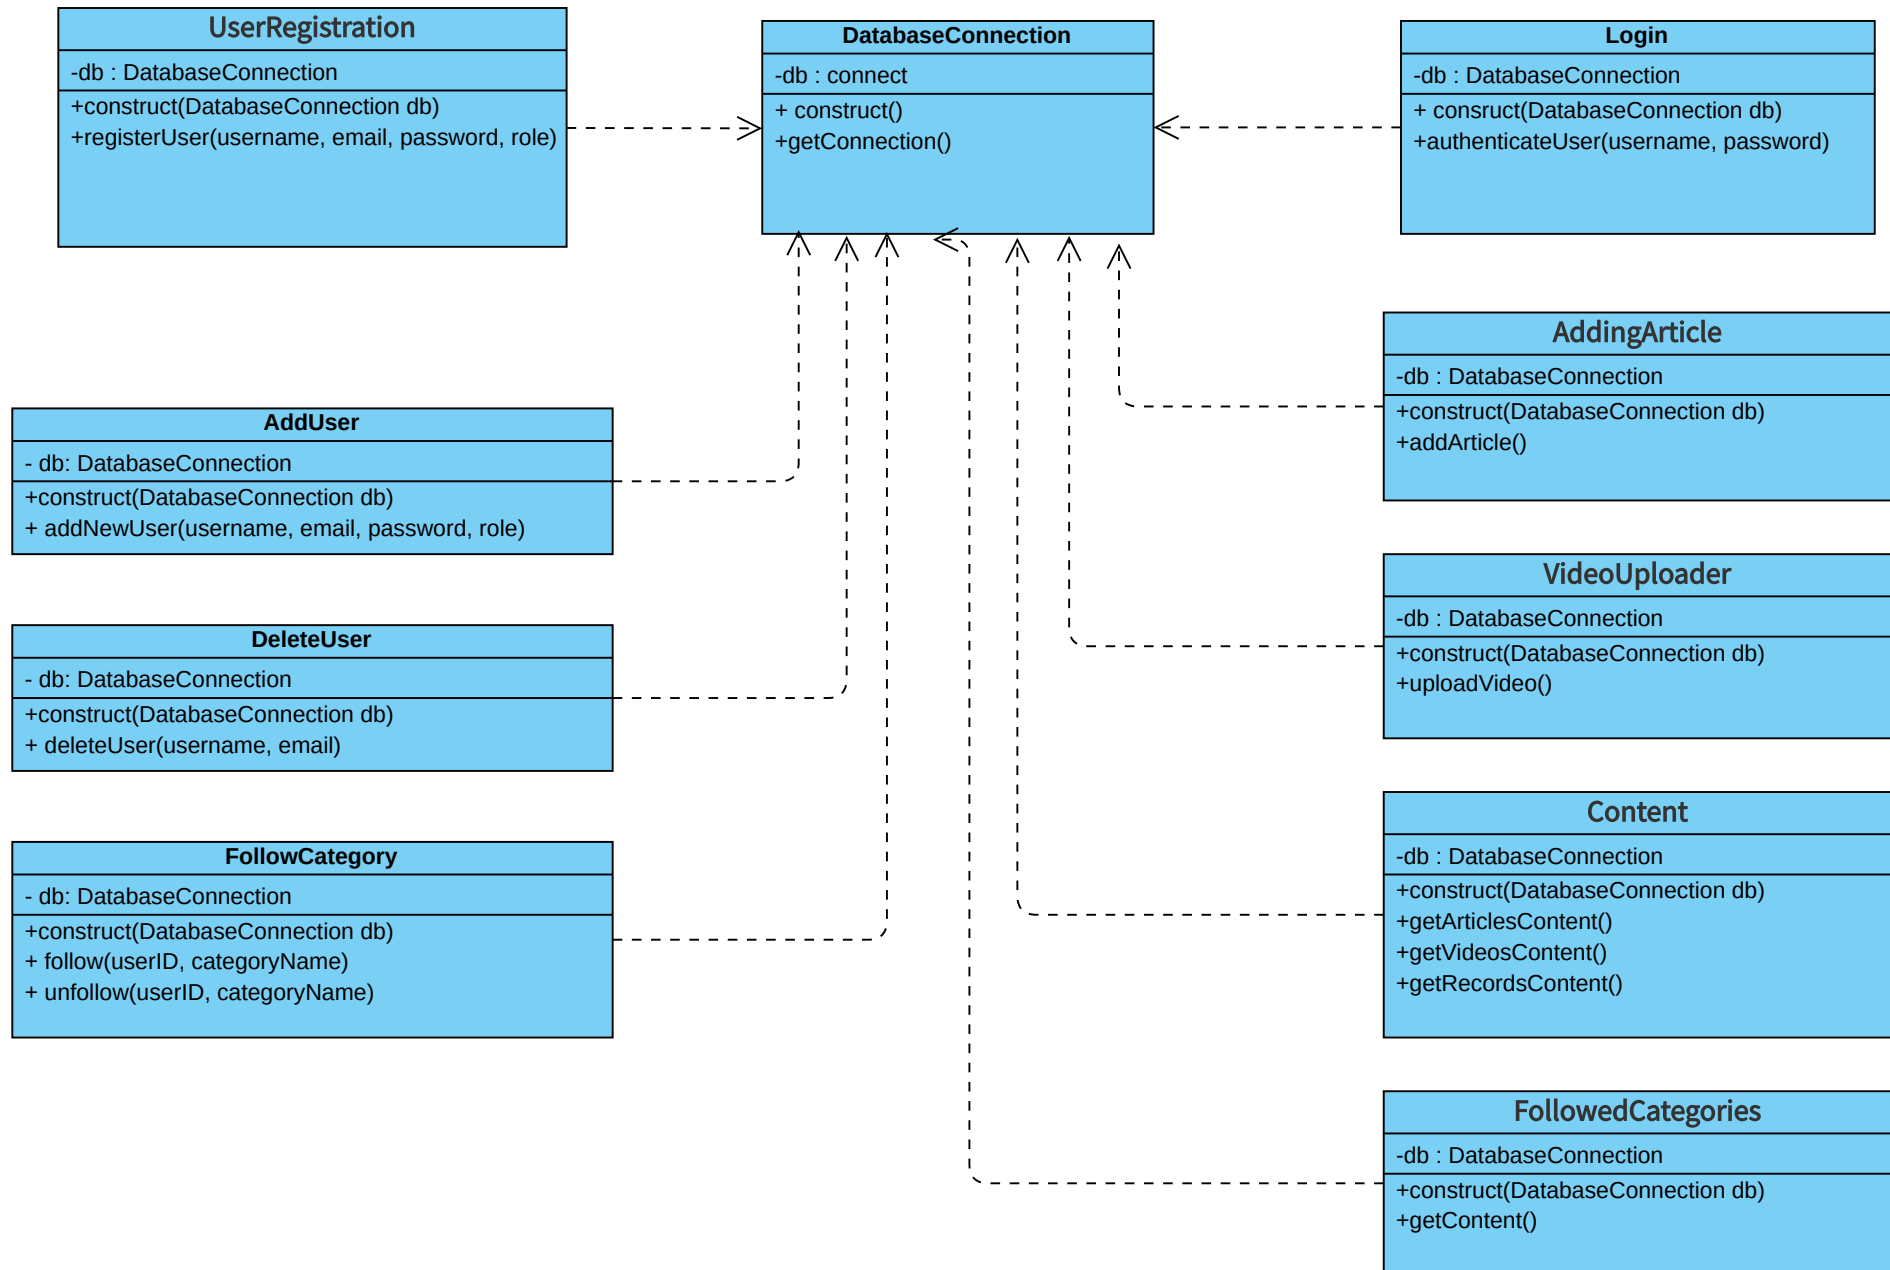 UserRegistration
-db : DatabaseConnection
+construct(DatabaseConnection db)
+registerUser(username, email, password, role)
DatabaseConnection
-db : connect
+ construct()
+getConnection()
Login
-db : DatabaseConnection
+ consruct(DatabaseConnection db)
+authenticateUser(username, password)
AddUser
- db: DatabaseConnection
+construct(DatabaseConnection db)
+ addNewUser(username, email, password, role)
DeleteUser
- db: DatabaseConnection
+construct(DatabaseConnection db)
+ deleteUser(username, email)
FollowCategory
- db: DatabaseConnection
+construct(DatabaseConnection db)
+ follow(userID, categoryName)
+ unfollow(userID, categoryName)
AddingArticle
-db : DatabaseConnection
+construct(DatabaseConnection db)
+addArticle()
VideoUploader
-db : DatabaseConnection
+construct(DatabaseConnection db)
+uploadVideo()
Content
-db : DatabaseConnection
+construct(DatabaseConnection db)
+getArticlesContent()
+getVideosContent()
+getRecordsContent()
FollowedCategories
-db : DatabaseConnection
+construct(DatabaseConnection db)
+getContent()